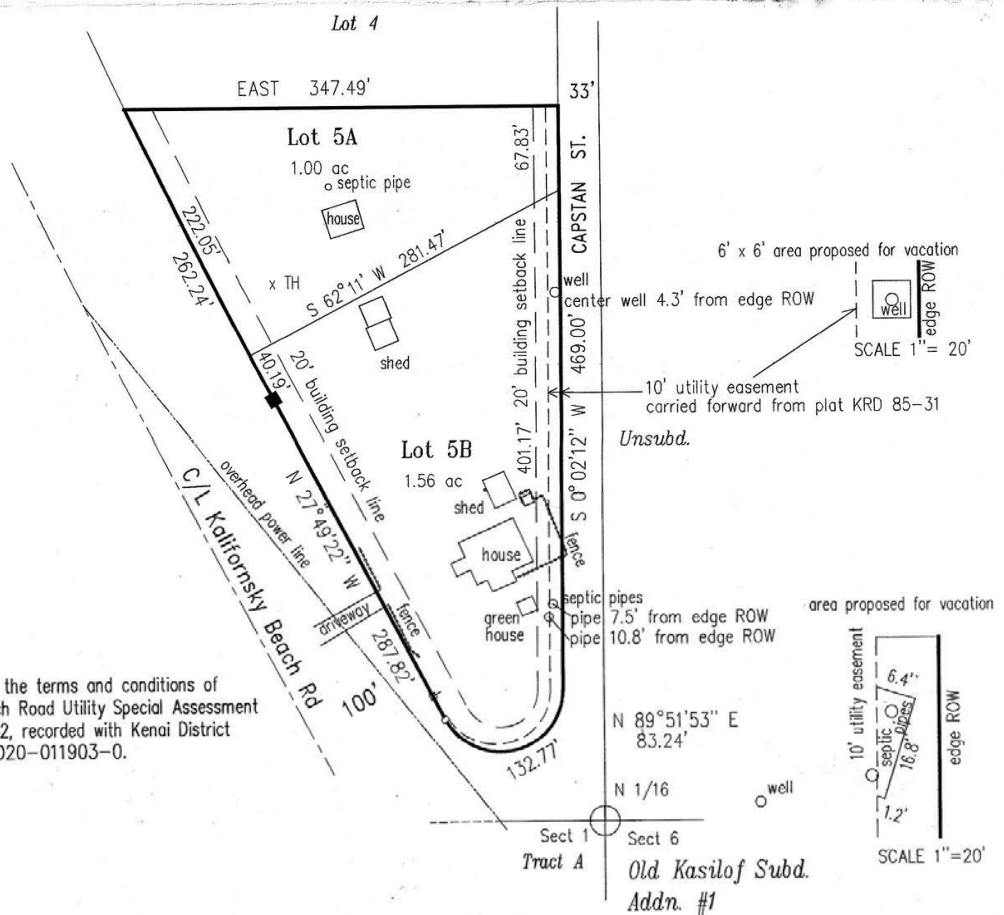 Lot 4
EAST 347.49'
33'
Lot 5A
1.00 ac
septic pipe
house
67.83'
CAPSTAN ST.
222.05'
262.24'
x TH
S 62°11' W 281.47'
shed
20' building setback line
well
center well 4.3' from edge ROW
6' x 6' area proposed for vacation
well
edge ROW
SCALE 1"= 20'
40.19'
20' building setback line
469.00'
10' utility easement
carried forward from plat KRD 85-31
Unsubd.
Lot 5B
1.56 ac
401.17'
S 0°02'12" W
shed
house
fence
C/L Kalifornsky Beach Rd
overhead power line
N 27°49'22" W
driveway
fence
287.82'
100'
green
house
septic pipes
pipe 7.5' from edge ROW
pipe 10.8' from edge ROW
area proposed for vacation
10' utility easement
6.4'
septic pipes
16.8'
1.2'
edge ROW
SCALE 1"=20'
the terms and conditions of
ch Road Utility Special Assessment
2, recorded with Kenai District
020-011903-0.
132.77'
N 89°51'53" E
83.24'
N 1/16
well
Sect 1
Sect 6
Tract A
Old Kasilof Subd.
Addn. #1